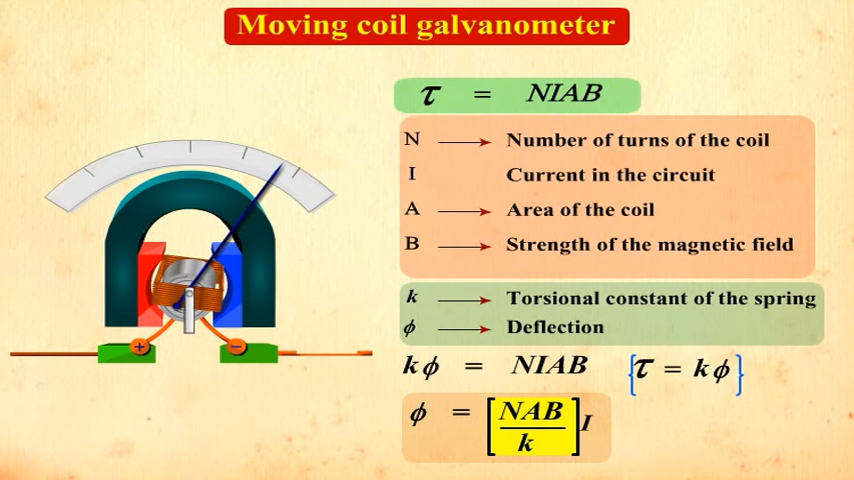 Moving coil galvanometer
τ = NIAB
N → Number of turns of the coil
I Current in the circuit
A → Area of the coil
B → Strength of the magnetic field
k → Torsional constant of the spring
ϕ → Deflection
kϕ = NIAB {τ = kϕ}
ϕ = [NAB/k] I
+ −